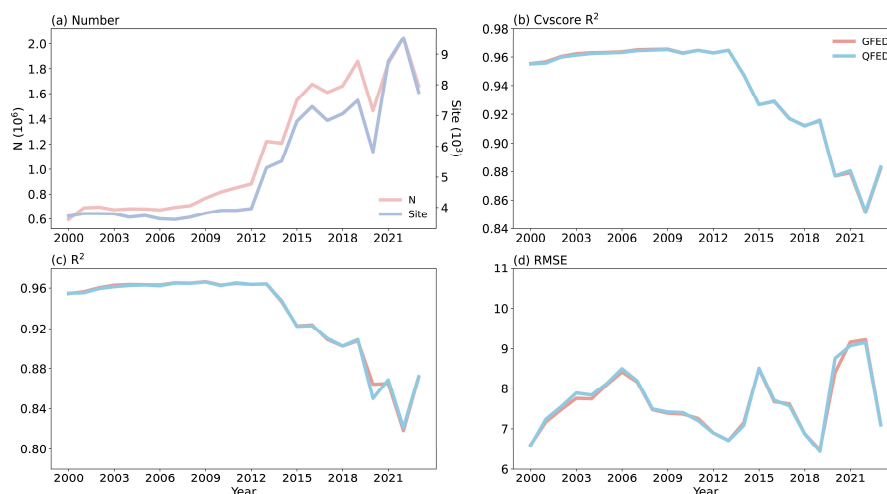 (a) Number
2.0
1.8
1.6
1.4
1.2
1.0
0.8
0.6
N (10⁶)
9
8
7
6
5
4
Site (10³)
N
Site
2000 2003 2006 2009 2012 2015 2018 2021
(b) Cvscore R²
0.98
0.96
0.94
0.92
0.90
0.88
0.86
0.84
GFED
QFED
2000 2003 2006 2009 2012 2015 2018 2021
(c) R²
0.96
0.92
0.88
0.84
0.80
2000 2003 2006 2009 2012 2015 2018 2021
Year
(d) RMSE
11
10
9
8
7
6
2000 2003 2006 2009 2012 2015 2018 2021
Year